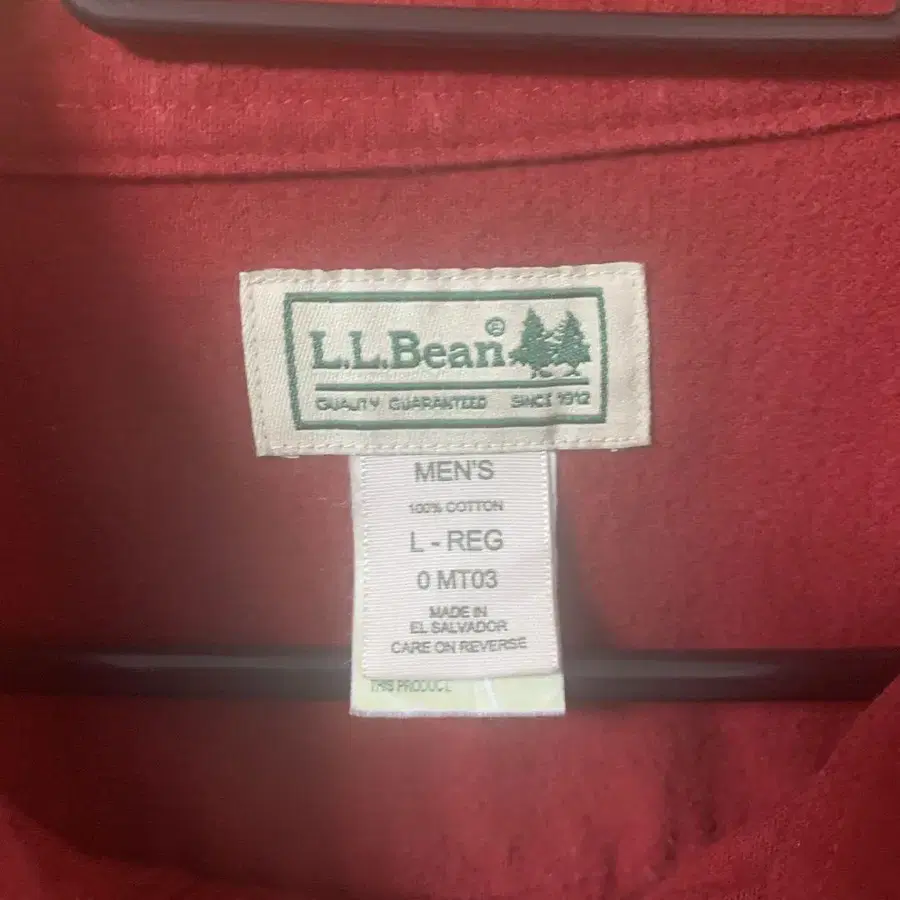 L.L.Bean®
QUALITY GUARANTEED SINCE 1912
MEN'S
100% COTTON
L - REG
0 MT03
MADE IN
EL SALVADOR
CARE ON REVERSE
THIS PRODUCT